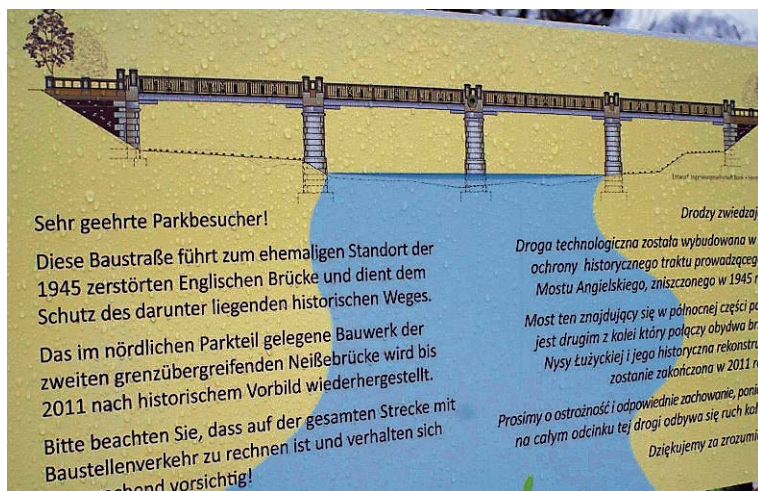 Sehr geehrte Parkbesucher!
Diese Baustraße führt zum ehemaligen Standort der
1945 zerstörten Englischen Brücke und dient dem
Schutz des darunter liegenden historischen Weges.
Das im nördlichen Parkteil gelegene Bauwerk der
zweiten grenzübergreifenden Neißebrücke wird bis
2011 nach historischem Vorbild wiederhergestellt.
Bitte beachten Sie, dass auf der gesamten Strecke mit
Baustellenverkehr zu rechnen ist und verhalten sich
vorsichtig!
Drodzy
Droga technologiczna została wybudowana w
ochrony historycznego traktu
Mostu Angielskiego, zniszczonego w 1945
Most ten znajdujący się w północnej części
jest drugim z kolei który połączy obydwa
Nysy Łużyckiej i jego historyczna
zostanie zakończona w 2011
Prosimy o ostrożność i odpowiednie zachowanie,
na całym odcinku tej drogi odbywa się ruch
Dziękujemy za